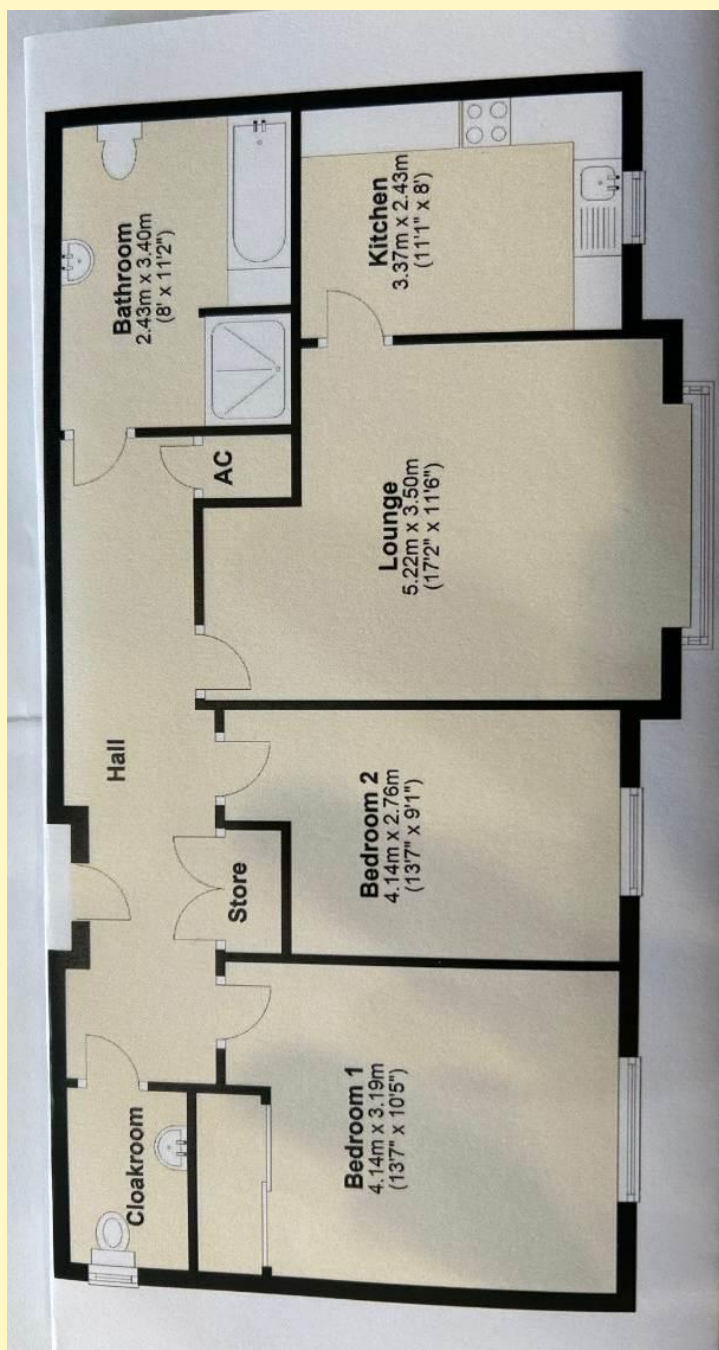 Cloakroom
Hall
Bathroom
2.43m x 3.40m
(8' x 11'2")
Store
AC
Bedroom 1
4.14m x 3.19m
(13'7" x 10'5")
Bedroom 2
4.14m x 2.76m
(13'7" x 9'1")
Lounge
5.22m x 3.50m
(17'2" x 11'6")
Kitchen
3.37m x 2.43m
(11'1" x 8')